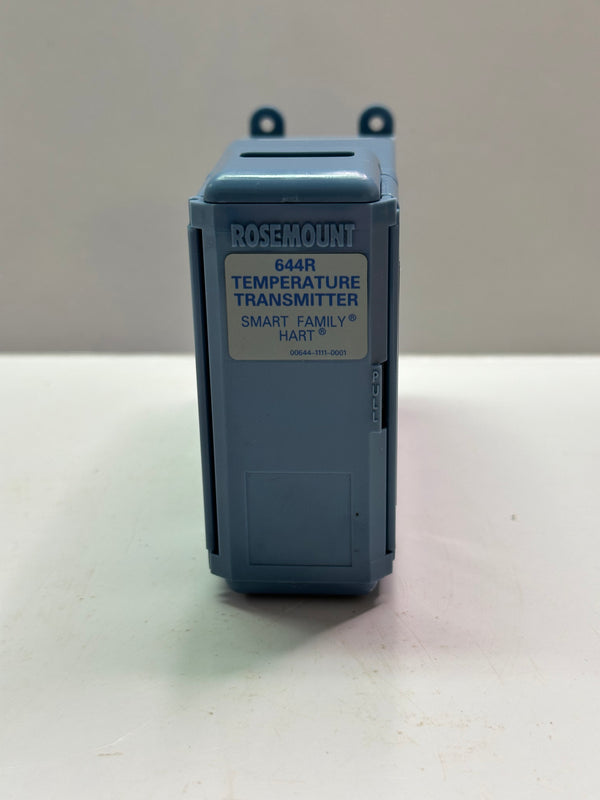 ROSEMOUNT
644R
TEMPERATURE
TRANSMITTER
SMART FAMILY®
HART®
00644-1111-0001
PULL